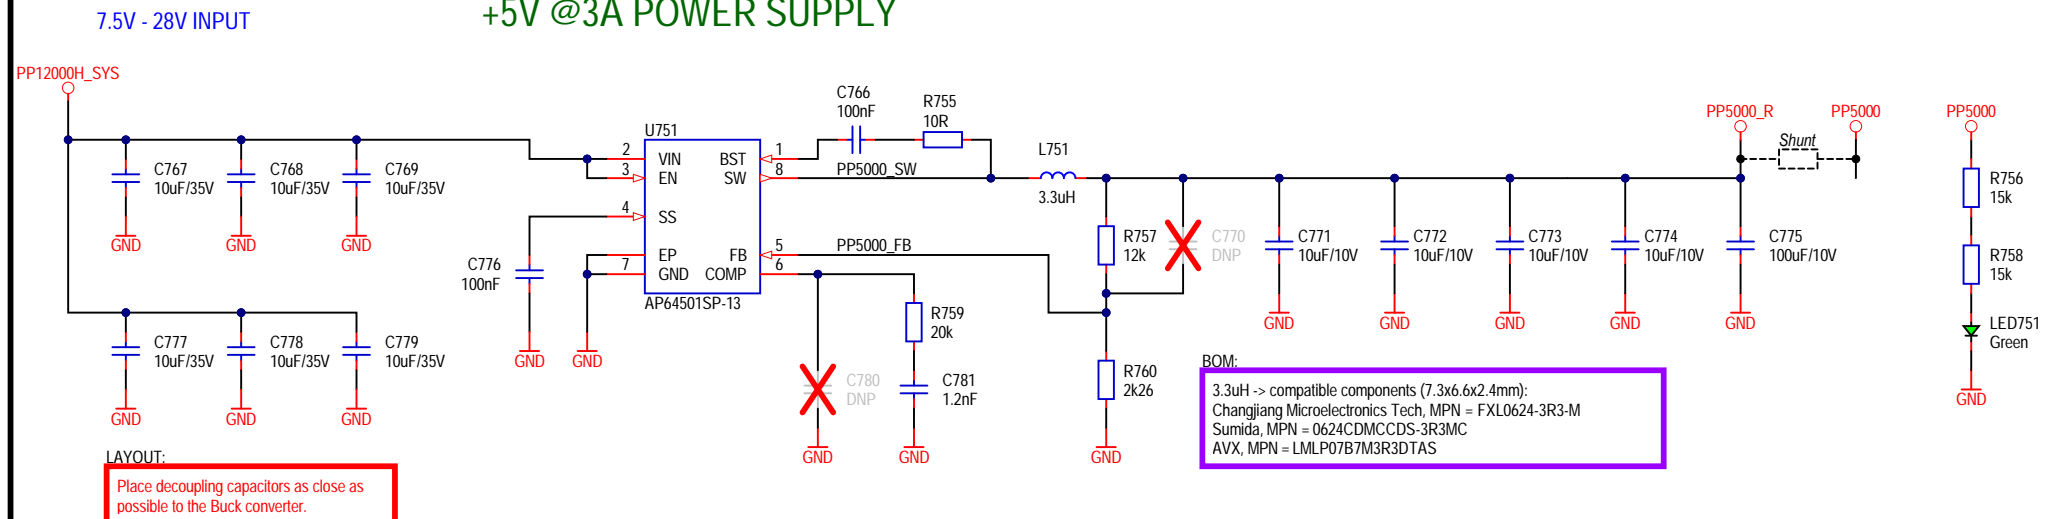 7.5V - 28V INPUT
+5V @3A POWER SUPPLY
PP12000H_SYS
C767
10uF/35V
GND
C768
10uF/35V
GND
C769
10uF/35V
GND
C777
10uF/35V
GND
C778
10uF/35V
GND
C779
10uF/35V
GND
LAYOUT:
Place decoupling capacitors as close as
possible to the Buck converter.
C776
100nF
GND
GND
U751
2 VIN BST 1
3 EN SW 8
4 SS
EP FB 5
7 GND COMP 6
AP64501SP-13
C766
100nF
R755
10R
PP5000_SW
PP5000_FB
L751
3.3uH
C780
DNP
GND
R759
20k
C781
1.2nF
GND
R757
12k
C770
DNP
R760
2k26
GND
C771
10uF/10V
GND
C772
10uF/10V
GND
C773
10uF/10V
GND
C774
10uF/10V
GND
C775
100uF/10V
GND
PP5000_R
Shunt
PP5000
PP5000
R756
15k
R758
15k
LED751
Green
GND
BOM:
3.3uH -> compatible components (7.3x6.6x2.4mm):
Changjiang Microelectronics Tech, MPN = FXL0624-3R3-M
Sumida, MPN = 0624CDMCCDS-3R3MC
AVX, MPN = LMLP07B7M3R3DTAS